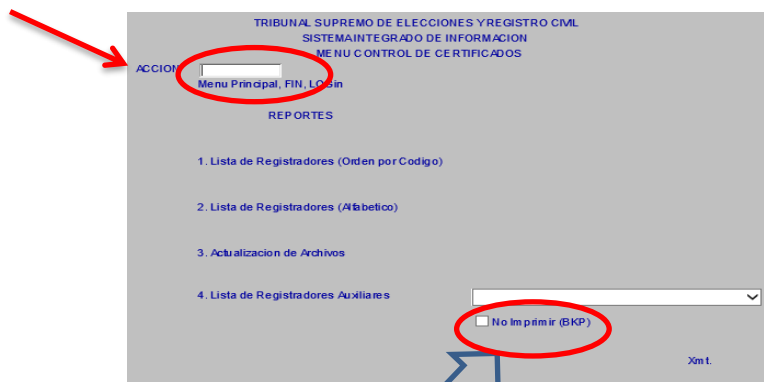 TRIBUNAL SUPREMO DE ELECCIONES Y REGISTRO CIVIL
SISTEMA INTEGRADO DE INFORMACION
MENU CONTROL DE CERTIFICADOS
ACCION
Menu Principal, FIN, LOGin
REPORTES
1. Lista de Registradores (Orden por Codigo)
2. Lista de Registradores (Alfabetico)
3. Actualizacion de Archivos
4. Lista de Registradores Auxiliares
No Imprimir (BKP)
Xmt.